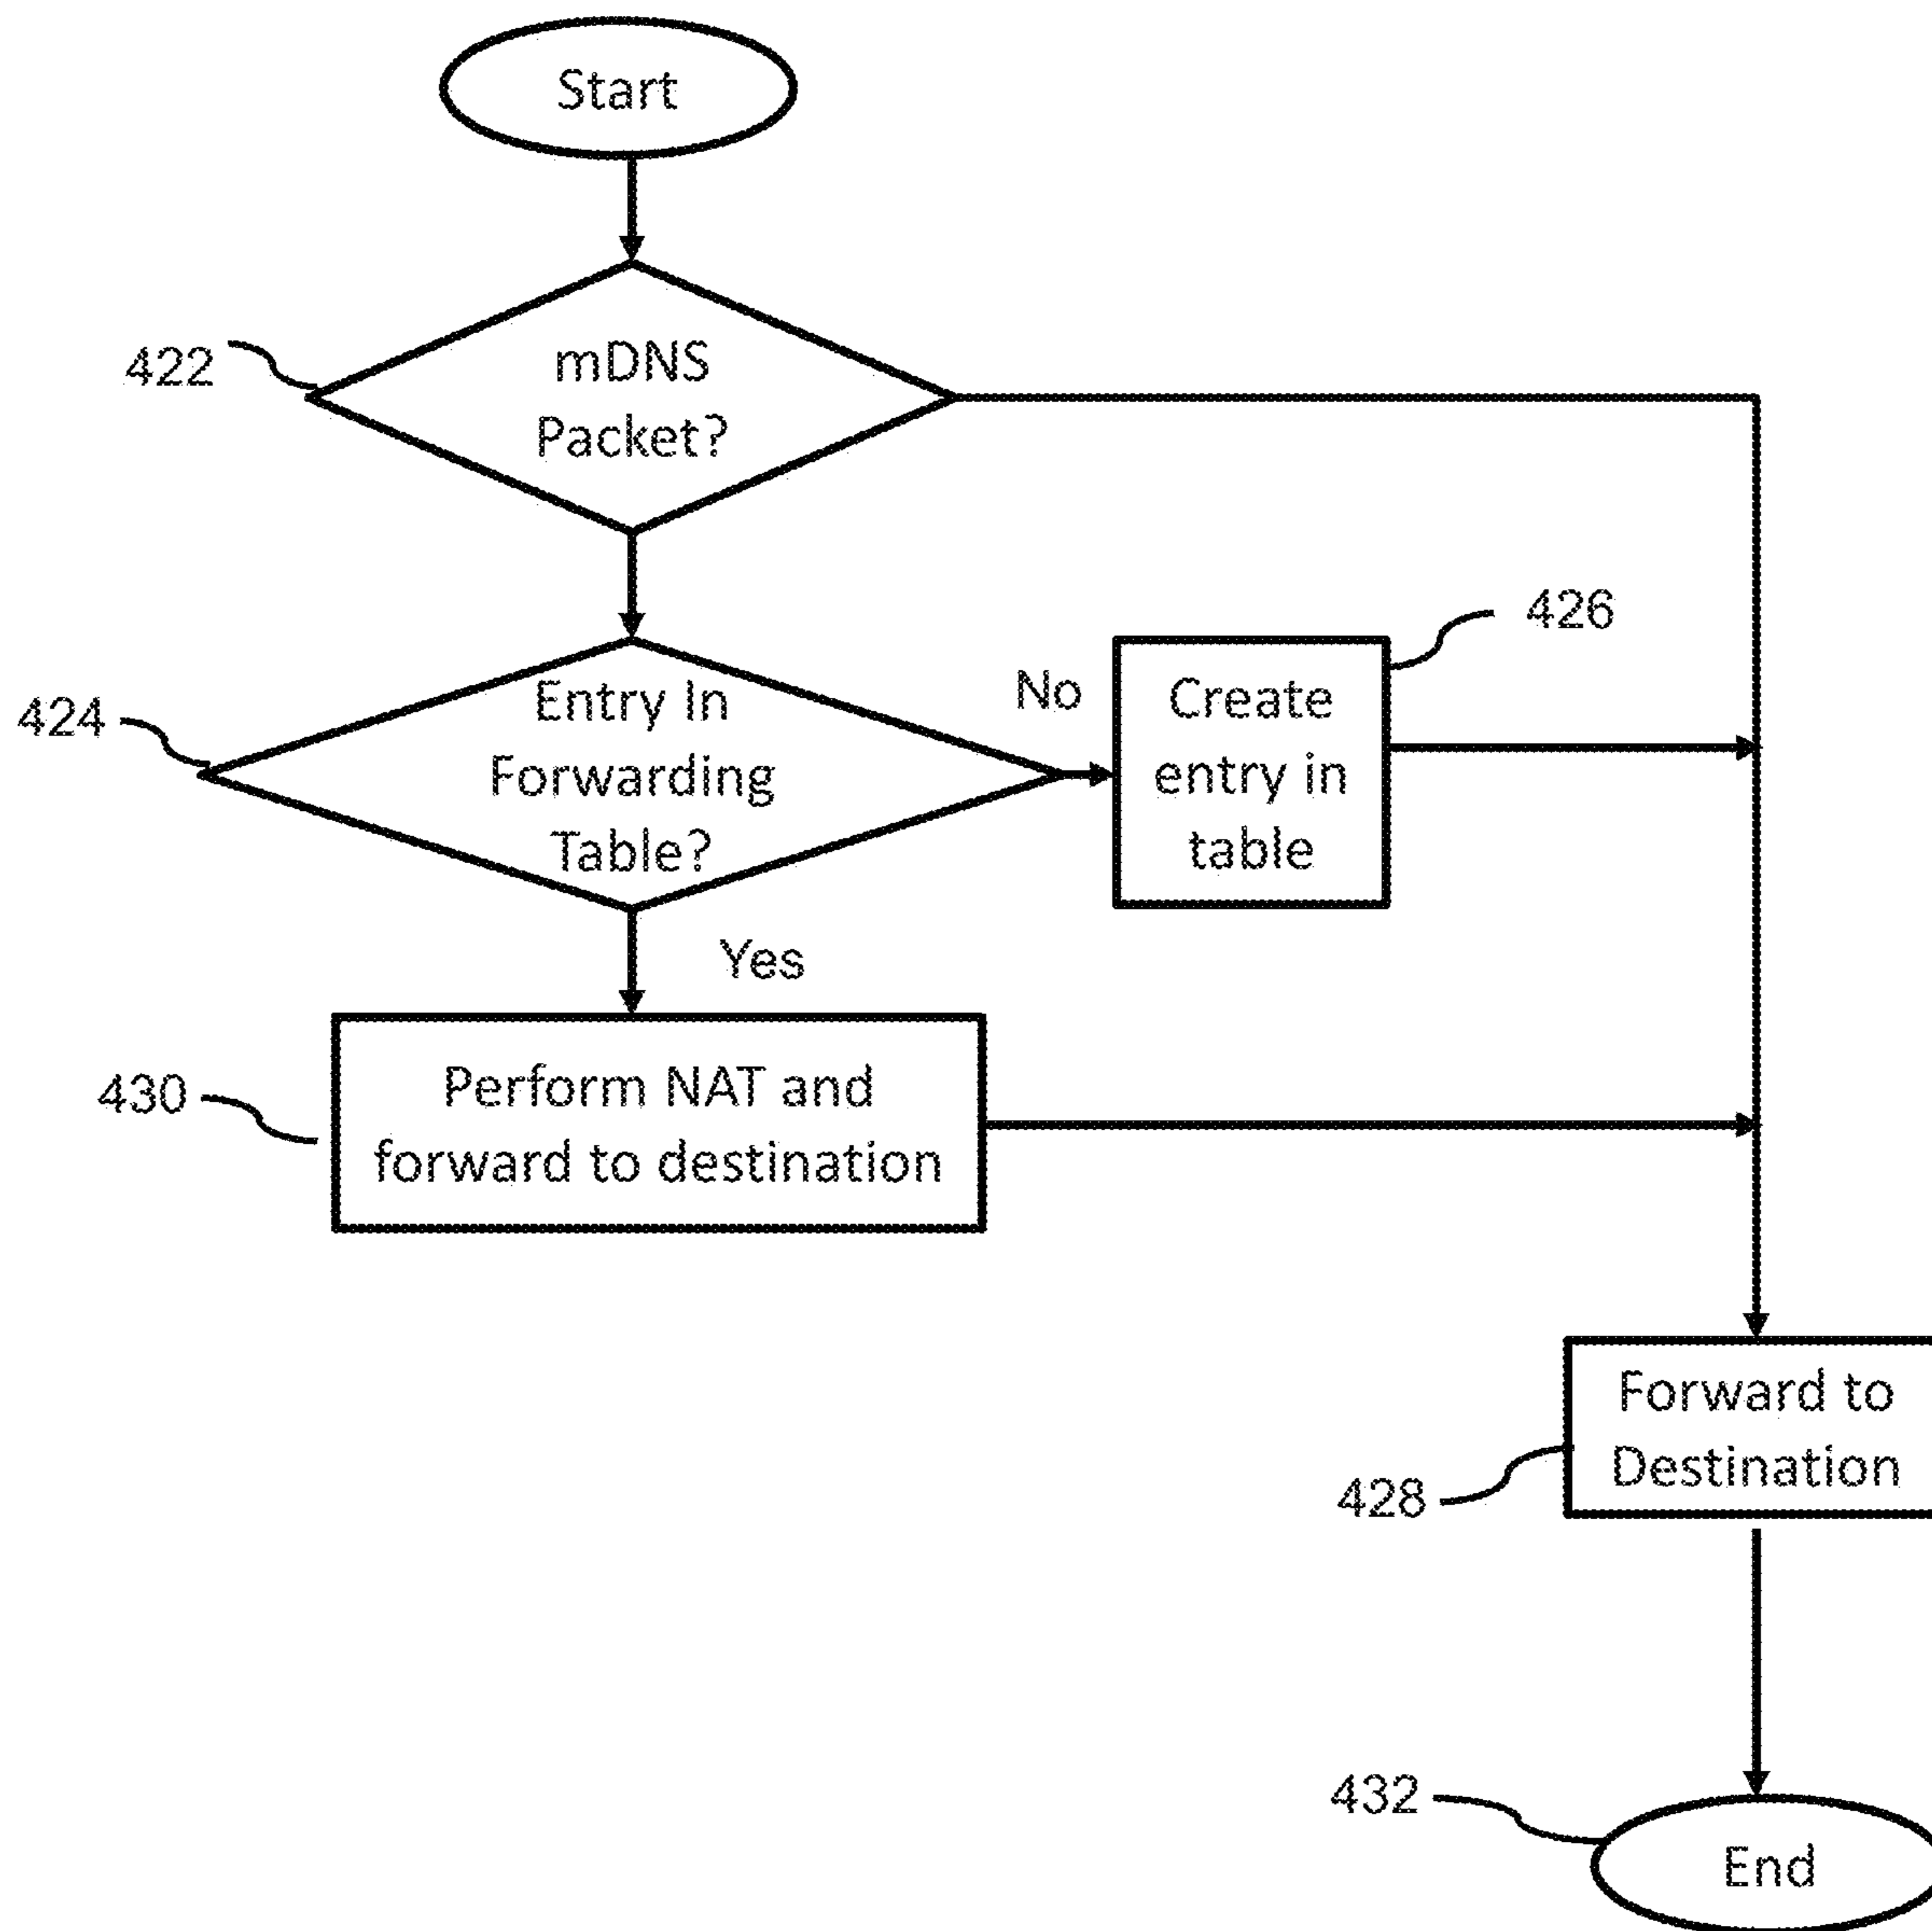 Start
422
mDNS
Packet?
426
424
Entry In
Forwarding
Table?
No
Create
entry in
table
Yes
430
Perform NAT and
forward to destination
Forward to
Destination
428
432
End